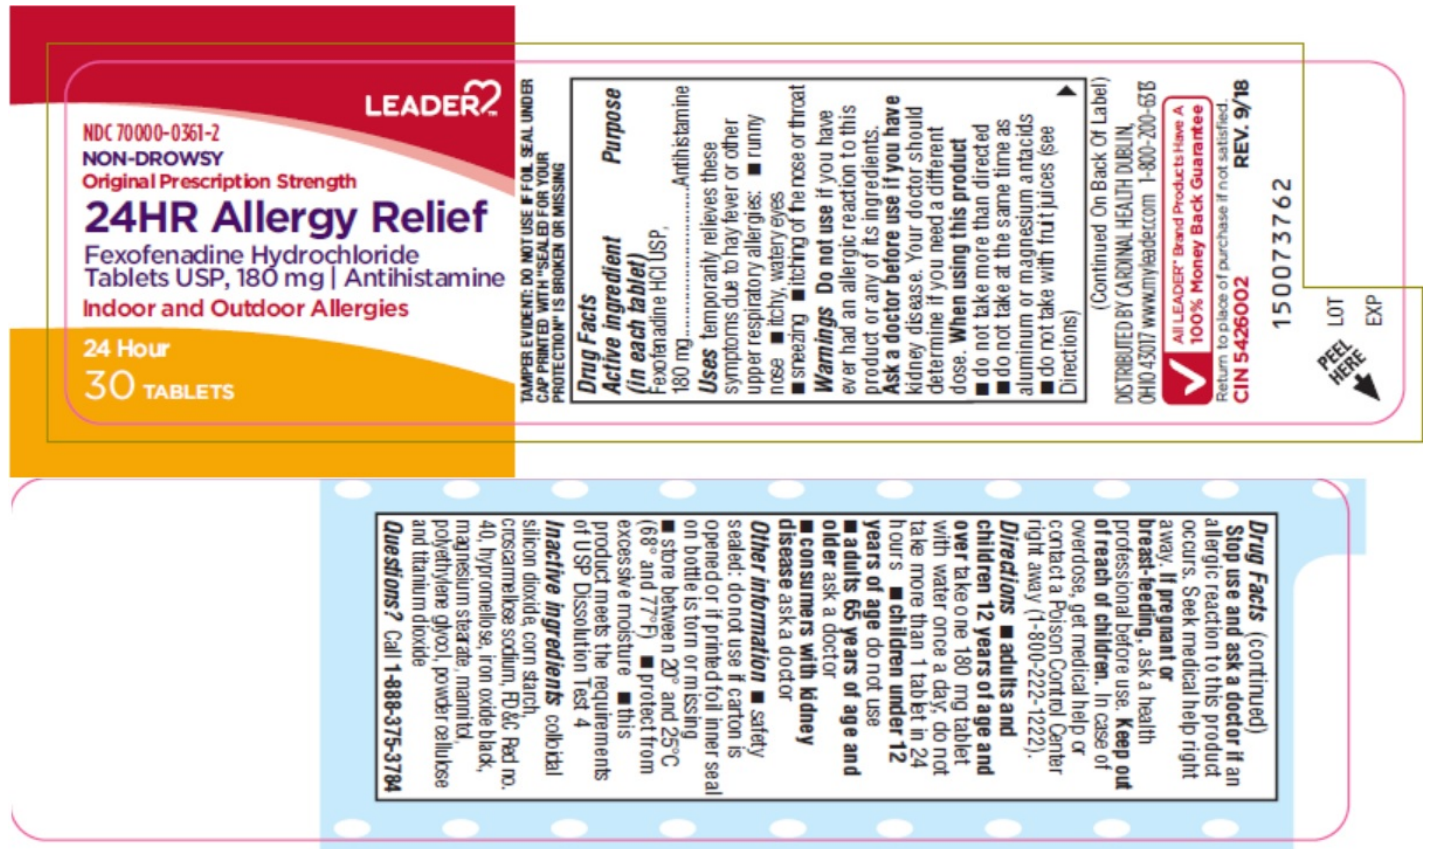 LEADER™
NDC 70000-0361-2
NON-DROWSY
Original Prescription Strength
24HR Allergy Relief
Fexofenadine Hydrochloride
Tablets USP, 180 mg | Antihistamine
Indoor and Outdoor Allergies
24 Hour
30 TABLETS
TAMPER EVIDENT: DO NOT USE IF FOIL SEAL UNDER
CAP PRINTED WITH "SEALED FOR YOUR
PROTECTION" IS BROKEN OR MISSING
Drug Facts
Active ingredient Purpose
(in each tablet)
Fexofenadine HCl USP,
180 mg..............................Antihistamine
Uses temporarily relieves these
symptoms due to hay fever or other
upper respiratory allergies: ■ runny
nose ■ itchy, watery eyes
■ sneezing ■ itching of the nose or throat
Warnings Do not use if you have
ever had an allergic reaction to this
product or any of its ingredients.
Ask a doctor before use if you have
kidney disease. Your doctor should
determine if you need a different
dose. When using this product
■ do not take more than directed
■ do not take at the same time as
aluminum or magnesium antacids
■ do not take with fruit juices (see
Directions)
(Continued On Back Of Label)
DISTRIBUTED BY CARDINAL HEALTH DUBLIN,
OHIO 43017 www.myleader.com 1-800-200-6313
All LEADER™ Brand Products Have A
100% Money Back Guarantee
Return to place of purchase if not satisfied.
CIN 5426002 REV. 9/18
150073762
LOT
EXP
PEEL
HERE
Drug Facts (continued)
Stop use and ask a doctor if an
allergic reaction to this product
occurs. Seek medical help right
away. If pregnant or
breast-feeding, ask a health
professional before use. Keep out
of reach of children. In case of
overdose, get medical help or
contact a Poison Control Center
right away (1-800-222-1222).
Directions ■ adults and
children 12 years of age and
over take one 180 mg tablet
with water once a day; do not
take more than 1 tablet in 24
hours ■ children under 12
years of age do not use
■ adults 65 years of age and
older ask a doctor
■ consumers with kidney
disease ask a doctor
Other information ■ safety
sealed: do not use if carton is
opened or if printed foil inner seal
on bottle is torn or missing
■ store between 20° and 25°C
(68° and 77°F) ■ protect from
excessive moisture ■ this
product meets the requirements
of USP Dissolution Test 4
Inactive ingredients colloidal
silicon dioxide, corn starch,
croscarmellose sodium, FD&C Red no.
40, hypromellose, iron oxide black,
magnesium stearate, mannitol,
polyethylene glycol, powder cellulose
and titanium dioxide
Questions? Call 1-888-375-3784